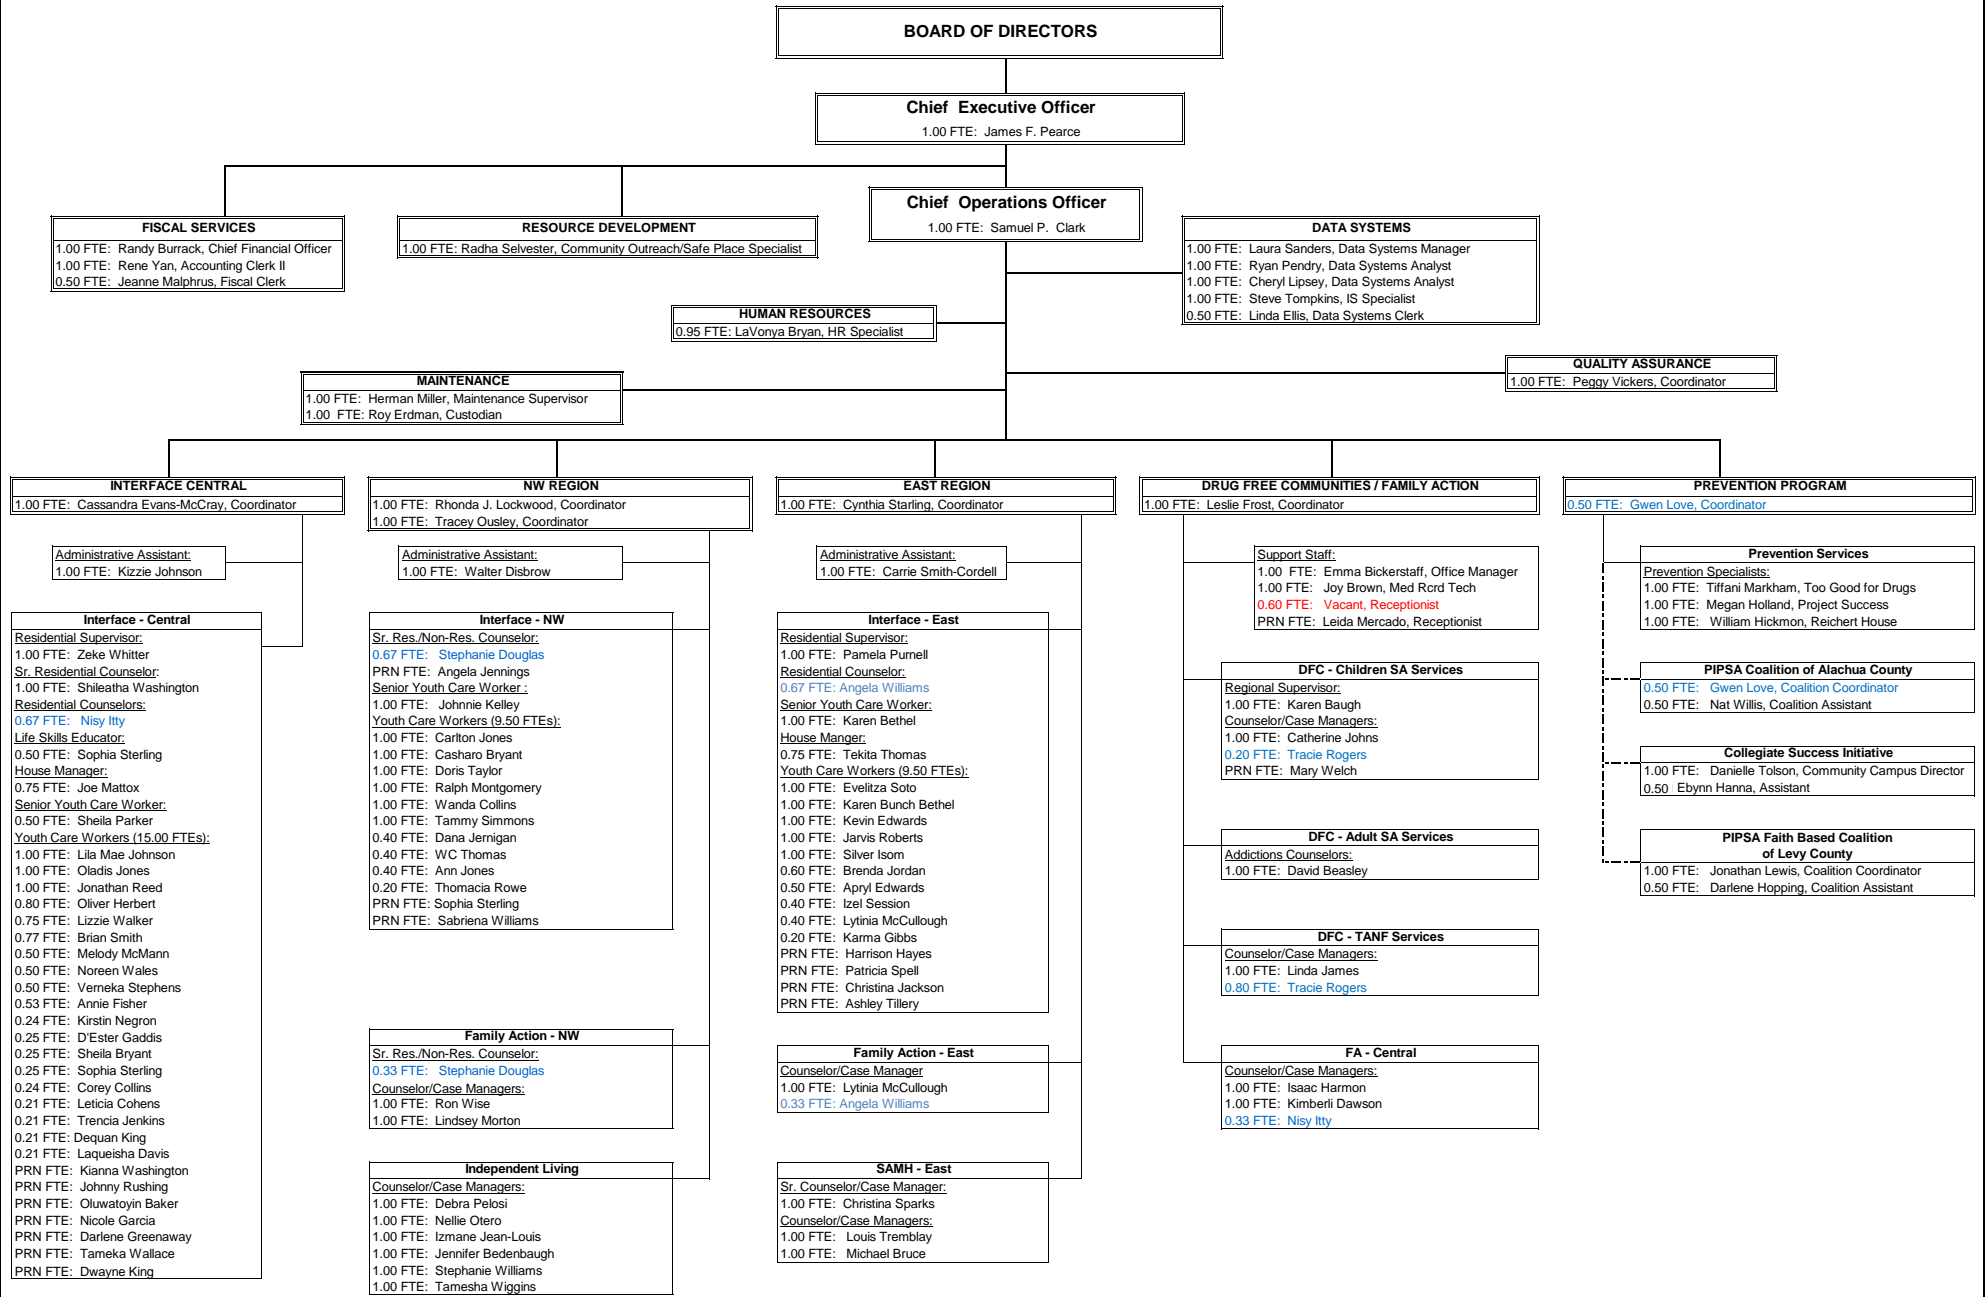 BOARD OF DIRECTORS
Chief  Executive Officer
1.00 FTE:  James F. Pearce
Chief  Operations Officer
1.00 FTE:  Samuel P.  Clark
FISCAL SERVICES
1.00 FTE:  Randy Burrack, Chief Financial Officer
1.00 FTE:  Rene Yan, Accounting Clerk II
0.50 FTE:  Jeanne Malphrus, Fiscal Clerk
RESOURCE DEVELOPMENT
1.00 FTE: Radha Selvester, Community Outreach/Safe Place Specialist
DATA SYSTEMS
1.00 FTE:  Laura Sanders, Data Systems Manager
1.00 FTE:  Ryan Pendry, Data Systems Analyst
1.00 FTE:  Cheryl Lipsey, Data Systems Analyst
1.00 FTE:  Steve Tompkins, IS Specialist
0.50 FTE:  Linda Ellis, Data Systems Clerk
HUMAN RESOURCES
0.95 FTE: LaVonya Bryan, HR Specialist
QUALITY ASSURANCE
1.00 FTE:  Peggy Vickers, Coordinator
MAINTENANCE
1.00 FTE:  Herman Miller, Maintenance Supervisor
1.00  FTE: Roy Erdman, Custodian
INTERFACE CENTRAL
1.00 FTE:  Cassandra Evans-McCray, Coordinator
Administrative Assistant:
1.00 FTE:  Kizzie Johnson
Interface - Central
Residential Supervisor:
1.00 FTE:  Zeke Whitter
Sr. Residential Counselor:
1.00 FTE:  Shileatha Washington
Residential Counselors:
0.67 FTE:   Nisy Itty
Life Skills Educator:
0.50 FTE:  Sophia Sterling
House Manager:
0.75 FTE:  Joe Mattox
Senior Youth Care Worker:
0.50 FTE:  Sheila Parker
Youth Care Workers (15.00 FTEs):
1.00 FTE:  Lila Mae Johnson
1.00 FTE:  Oladis Jones
1.00 FTE:  Jonathan Reed
0.80 FTE:  Oliver Herbert
0.75 FTE:  Lizzie Walker
0.77 FTE:  Brian Smith
0.50 FTE:  Melody McMann
0.50 FTE:  Noreen Wales
0.50 FTE:  Verneka Stephens
0.53 FTE:  Annie Fisher
0.24 FTE:  Kirstin Negron
0.25 FTE:  D'Ester Gaddis
0.25 FTE:  Sheila Bryant
0.25 FTE:  Sophia Sterling
0.24 FTE:  Corey Collins
0.21 FTE:  Leticia Cohens
0.21 FTE:  Trencia Jenkins
0.21 FTE: Dequan King
0.21 FTE:  Laqueisha Davis
PRN FTE:  Kianna Washington
PRN FTE:  Johnny Rushing
PRN FTE:  Oluwatoyin Baker
PRN FTE:  Nicole Garcia
PRN FTE:  Darlene Greenaway
PRN FTE:  Tameka Wallace
PRN FTE:  Dwayne King
NW REGION
1.00 FTE:  Rhonda J. Lockwood, Coordinator
1.00 FTE:  Tracey Ousley, Coordinator
Administrative Assistant:
1.00 FTE:  Walter Disbrow
Interface - NW
Sr. Res./Non-Res. Counselor:
0.67 FTE:   Stephanie Douglas
PRN FTE:  Angela Jennings
Senior Youth Care Worker :
1.00 FTE:  Johnnie Kelley
Youth Care Workers (9.50 FTEs):
1.00 FTE:  Carlton Jones
1.00 FTE:  Casharo Bryant
1.00 FTE:  Doris Taylor
1.00 FTE:  Ralph Montgomery
1.00 FTE:  Wanda Collins
1.00 FTE:  Tammy Simmons
0.40 FTE:  Dana Jernigan
0.40 FTE:  WC Thomas
0.40 FTE:  Ann Jones
0.20 FTE:  Thomacia Rowe
PRN FTE: Sophia Sterling
PRN FTE:  Sabriena Williams
Family Action - NW
Sr. Res./Non-Res. Counselor:
0.33 FTE:   Stephanie Douglas
Counselor/Case Managers:
1.00 FTE:  Ron Wise
1.00 FTE:  Lindsey Morton
Independent Living
Counselor/Case Managers:
1.00 FTE:  Debra Pelosi
1.00 FTE:  Nellie Otero
1.00 FTE:  Izmane Jean-Louis
1.00 FTE:  Jennifer Bedenbaugh
1.00 FTE:  Stephanie Williams
1.00 FTE:  Tamesha Wiggins
EAST REGION
1.00 FTE:  Cynthia Starling, Coordinator
Administrative Assistant:
1.00 FTE:  Carrie Smith-Cordell
Interface - East
Residential Supervisor:
1.00 FTE:  Pamela Purnell
Residential Counselor:
0.67 FTE: Angela Williams
Senior Youth Care Worker:
1.00 FTE:  Karen Bethel
House Manger:
0.75 FTE:  Tekita Thomas
Youth Care Workers (9.50 FTEs):
1.00 FTE:  Evelitza Soto
1.00 FTE:  Karen Bunch Bethel
1.00 FTE:  Kevin Edwards
1.00 FTE:  Jarvis Roberts
1.00 FTE:  Silver Isom
0.60 FTE:  Brenda Jordan
0.50 FTE:  Apryl Edwards
0.40 FTE:  Izel Session
0.40 FTE:  Lytinia McCullough
0.20 FTE:  Karma Gibbs
PRN FTE:  Harrison Hayes
PRN FTE:  Patricia Spell
PRN FTE:  Christina Jackson
PRN FTE:  Ashley Tillery
Family Action - East
Counselor/Case Manager
1.00 FTE:  Lytinia McCullough
0.33 FTE: Angela Williams
SAMH - East
Sr. Counselor/Case Manager:
1.00 FTE:  Christina Sparks
Counselor/Case Managers:
1.00 FTE:   Louis Tremblay
1.00 FTE:   Michael Bruce
DRUG FREE COMMUNITIES / FAMILY ACTION
1.00 FTE:  Leslie Frost, Coordinator
Support Staff:
1.00  FTE:  Emma Bickerstaff, Office Manager
1.00 FTE:   Joy Brown, Med Rcrd Tech
0.60 FTE:   Vacant, Receptionist
PRN FTE:  Leida Mercado, Receptionist
DFC - Children SA Services
Regional Supervisor:
1.00 FTE:  Karen Baugh
Counselor/Case Managers:
1.00 FTE:  Catherine Johns
0.20 FTE:  Tracie Rogers
PRN FTE:  Mary Welch
DFC - Adult SA Services
Addictions Counselors:
1.00 FTE:  David Beasley
DFC - TANF Services
Counselor/Case Managers:
1.00 FTE:  Linda James
0.80 FTE:  Tracie Rogers
FA - Central
Counselor/Case Managers:
1.00 FTE:  Isaac Harmon
1.00 FTE:  Kimberli Dawson
0.33 FTE:  Nisy Itty
PREVENTION PROGRAM
0.50 FTE:  Gwen Love, Coordinator
Prevention Services
Prevention Specialists:
1.00 FTE:  Tiffani Markham, Too Good for Drugs
1.00 FTE:   Megan Holland, Project Success
1.00 FTE:   William Hickmon, Reichert House
PIPSA Coalition of Alachua County
0.50 FTE:   Gwen Love, Coalition Coordinator
0.50 FTE:   Nat Willis, Coalition Assistant
Collegiate Success Initiative
1.00 FTE:   Danielle Tolson, Community Campus Director
0.50  Ebynn Hanna, Assistant
PIPSA Faith Based Coalition
of Levy County
1.00 FTE:   Jonathan Lewis, Coalition Coordinator
0.50 FTE:   Darlene Hopping, Coalition Assistant